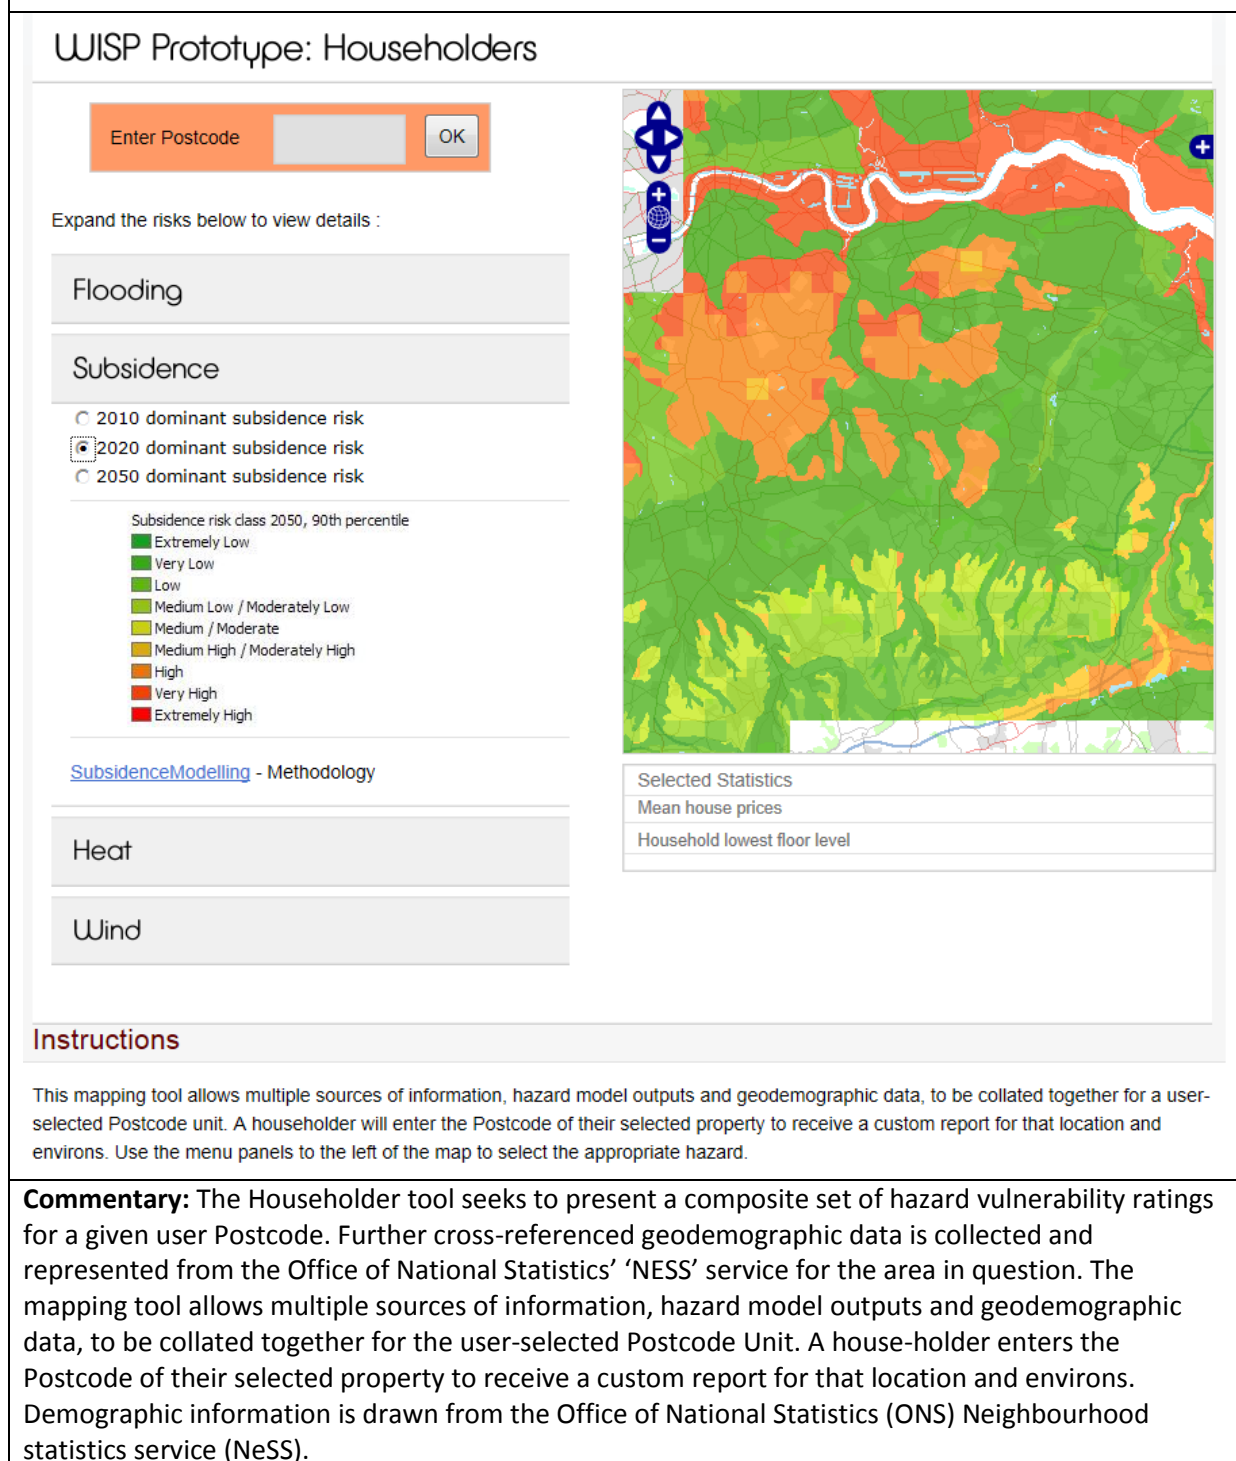 WISP Prototype: Householders
Enter Postcode
OK
Expand the risks below to view details :
Flooding
Subsidence
2010 dominant subsidence risk
2020 dominant subsidence risk
2050 dominant subsidence risk
Subsidence risk class 2050, 90th percentile
Extremely Low
Very Low
Low
Medium Low / Moderately Low
Medium / Moderate
Medium High / Moderately High
High
Very High
Extremely High
SubsidenceModelling - Methodology
Heat
Wind
Selected Statistics
Mean house prices
Household lowest floor level
Instructions
This mapping tool allows multiple sources of information, hazard model outputs and geodemographic data, to be collated together for a user-
selected Postcode unit. A householder will enter the Postcode of their selected property to receive a custom report for that location and
environs. Use the menu panels to the left of the map to select the appropriate hazard.
Commentary: The Householder tool seeks to present a composite set of hazard vulnerability ratings
for a given user Postcode. Further cross-referenced geodemographic data is collected and
represented from the Office of National Statistics’ ‘NESS’ service for the area in question. The
mapping tool allows multiple sources of information, hazard model outputs and geodemographic
data, to be collated together for the user-selected Postcode Unit. A house-holder enters the
Postcode of their selected property to receive a custom report for that location and environs.
Demographic information is drawn from the Office of National Statistics (ONS) Neighbourhood
statistics service (NeSS).